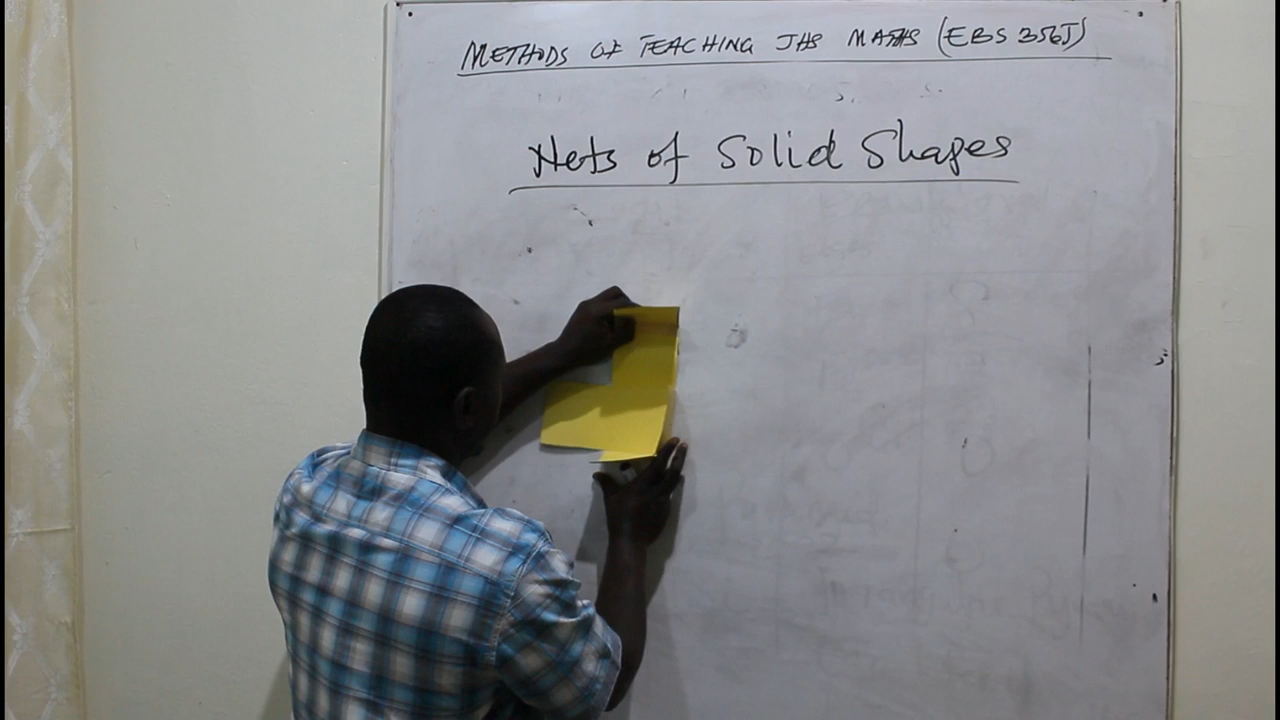 METHODS OF TEACHING JHS MATHS (EBS 356J)
Nets of Solid Shapes